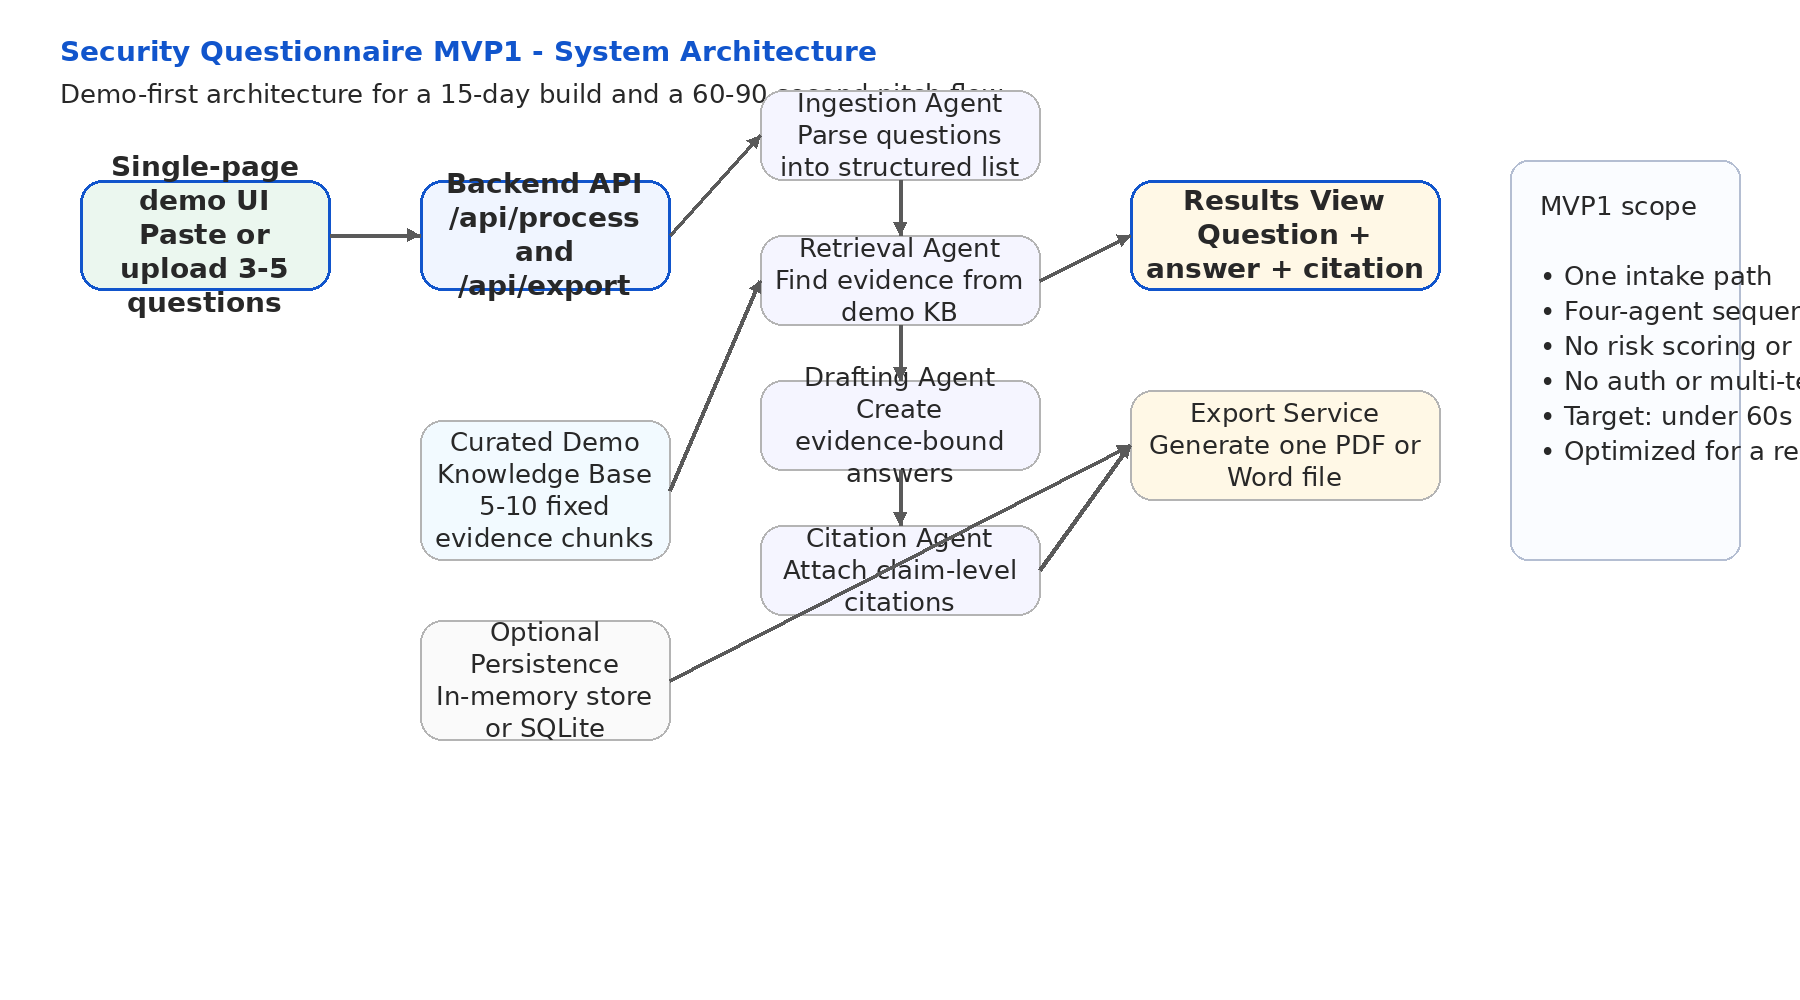 Security Questionnaire MVP1 - System Architecture
Demo-first architecture for a 15-day build and a 60-90 second pitch flow
Single-page
demo UI
Paste or
upload 3-5
questions
Backend API
/api/process
and
/api/export
Ingestion Agent
Parse questions
into structured list
Retrieval Agent
Find evidence from
demo KB
Drafting Agent
Create
evidence-bound
answers
Citation Agent
Attach claim-level
citations
Curated Demo
Knowledge Base
5-10 fixed
evidence chunks
Optional
Persistence
In-memory store
or SQLite
Results View
Question +
answer + citation
Export Service
Generate one PDF or
Word file
MVP1 scope
• One intake path
• Four-agent
• No risk scoring or
• No auth or
• Target: under 60s
• Optimized for a